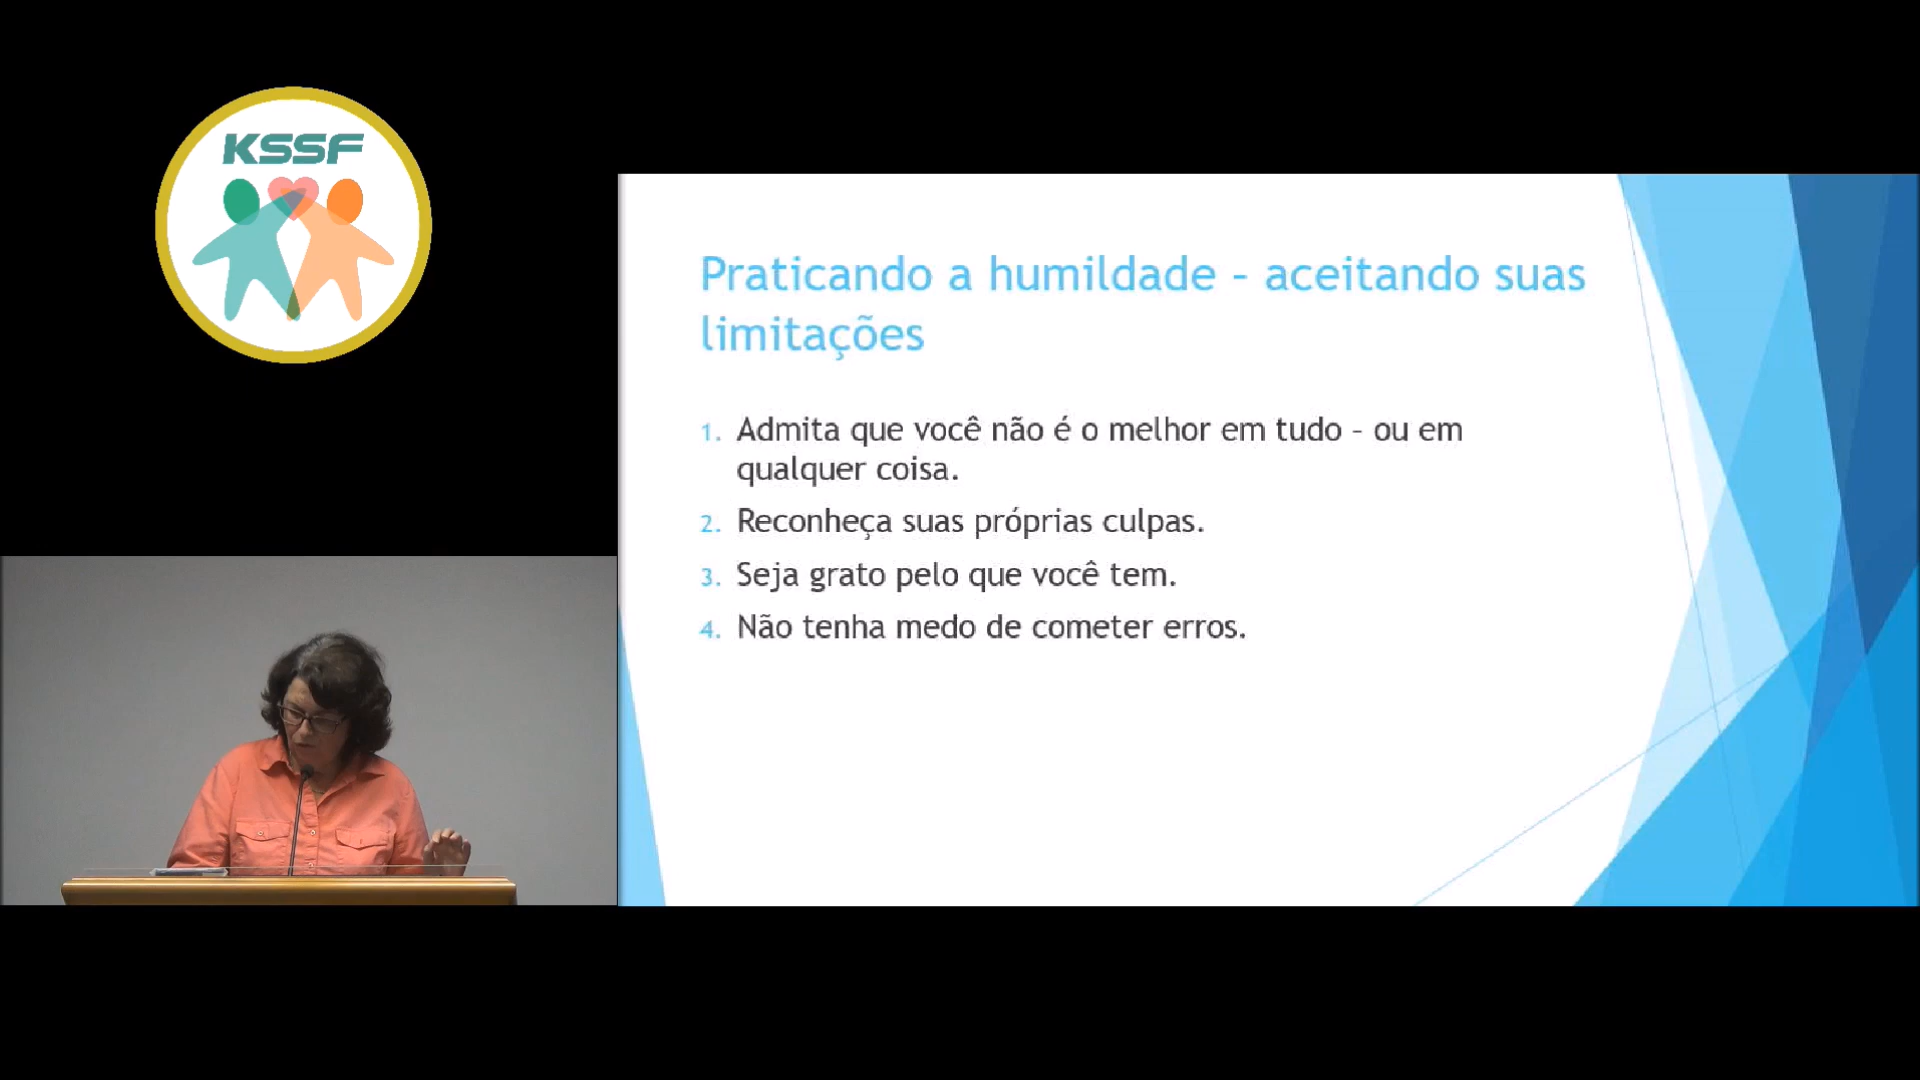 KSSF
Praticando a humildade – aceitando suas
limitações
1. Admita que você não é o melhor em tudo – ou em
qualquer coisa.
2. Reconheça suas próprias culpas.
3. Seja grato pelo que você tem.
4. Não tenha medo de cometer erros.